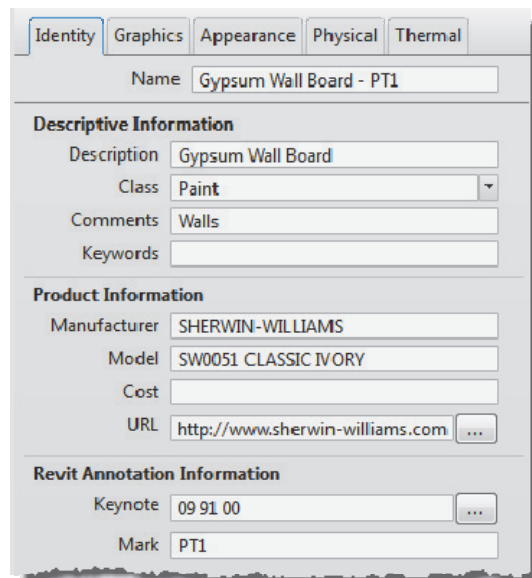 Identity Graphics Appearance Physical Thermal
Name Gypsum Wall Board - PT1
Descriptive Information
Description Gypsum Wall Board
Class Paint
Comments Walls
Keywords
Product Information
Manufacturer SHERWIN-WILLIAMS
Model SW0051 CLASSIC IVORY
Cost
URL http://www.sherwin-williams.com ...
Revit Annotation Information
Keynote 09 91 00 ...
Mark PT1